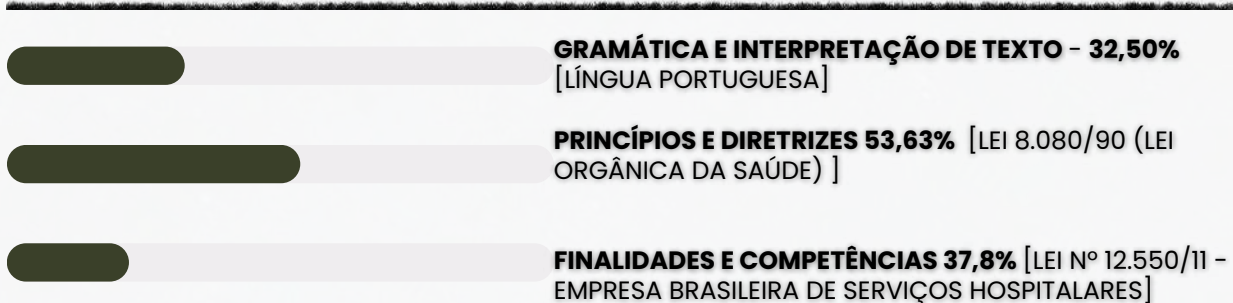 GRAMÁTICA E INTERPRETAÇÃO DE TEXTO - 32,50%
[LÍNGUA PORTUGUESA]
PRINCÍPIOS E DIRETRIZES 53,63% [LEI 8.080/90 (LEI
ORGÂNICA DA SAÚDE) ]
FINALIDADES E COMPETÊNCIAS 37,8% [LEI Nº 12.550/11 -
EMPRESA BRASILEIRA DE SERVIÇOS HOSPITALARES]